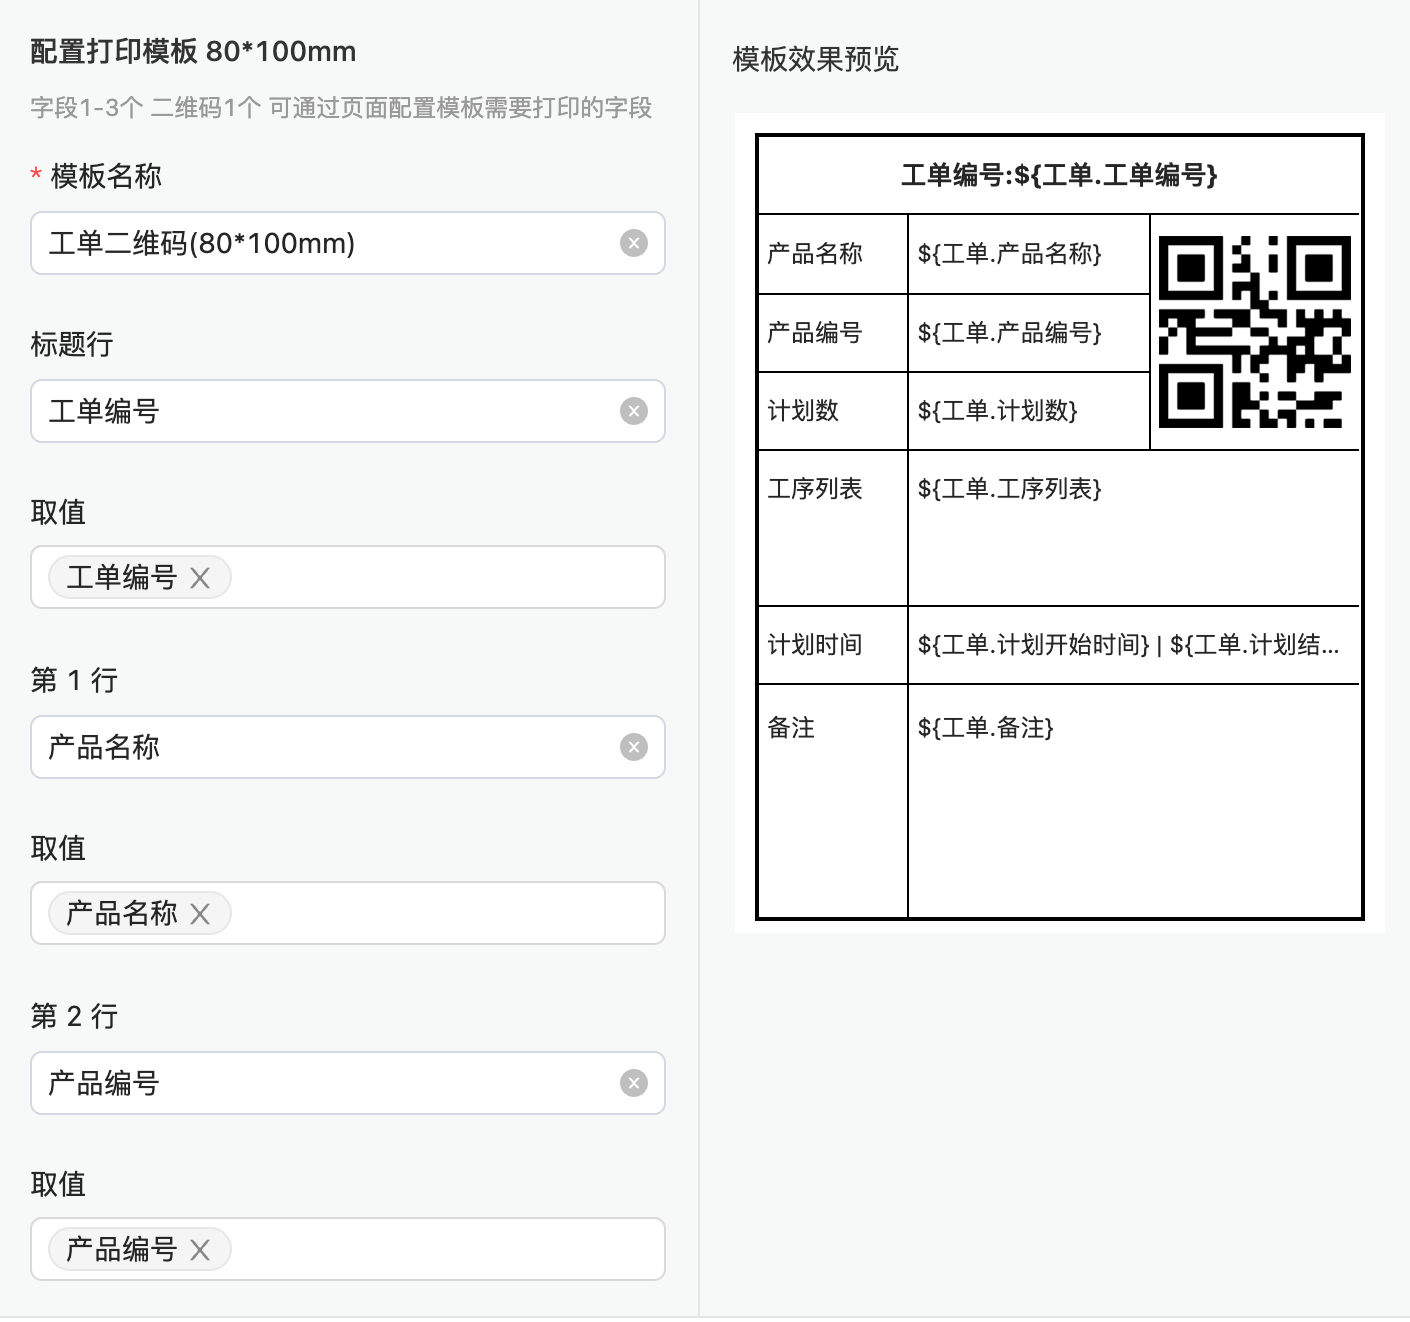 配置打印模板 80*100mm
字段1-3个 二维码1个 可通过页面配置模板需要打印的字段
* 模板名称
工单二维码(80*100mm)
标题行
工单编号
取值
工单编号 X
第 1 行
产品名称
取值
产品名称 X
第 2 行
产品编号
取值
产品编号 X
模板效果预览
工单编号:${工单.工单编号}
产品名称 ${工单.产品名称}
产品编号 ${工单.产品编号}
计划数 ${工单.计划数}
工序列表 ${工单.工序列表}
计划时间 ${工单.计划开始时间} | ${工单.计划结...
备注 ${工单.备注}